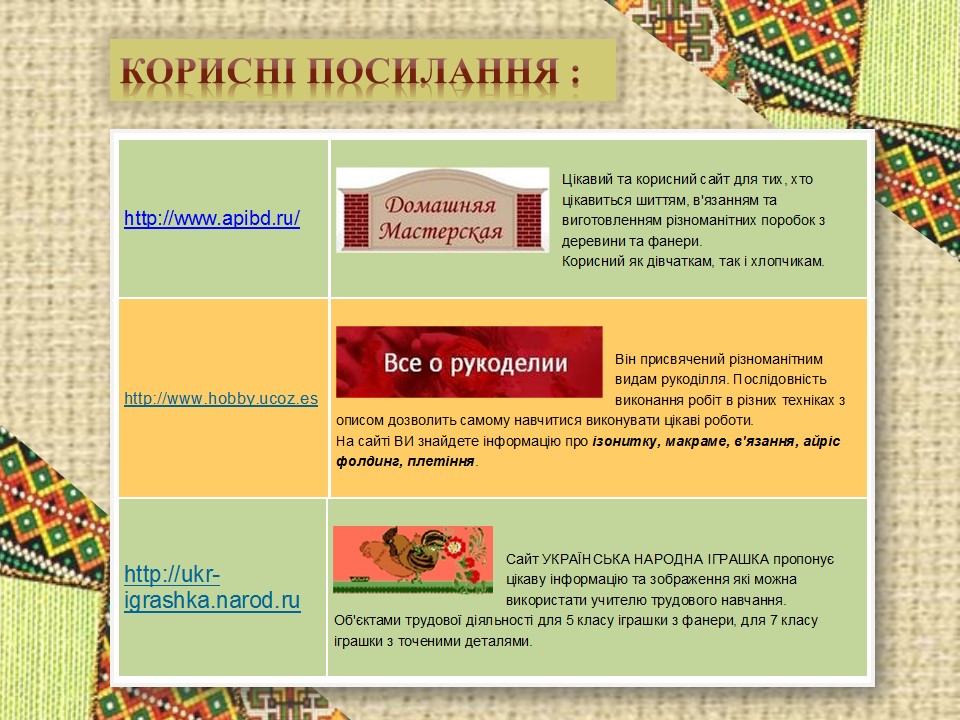 КОРИСНІ ПОСИЛАННЯ :
http://www.apibd.ru/
Домашняя
Мастерская
Цікавий та корисний сайт для тих, хто
цікавиться шиттям, в'язанням та
виготовленням різноманітних поробок з
деревини та фанери.
Корисний як дівчаткам, так і хлопчикам.
http://www.hobby.ucoz.es
Все о рукоделии
Він присвячений різноманітним
видам рукоділля. Послідовність
виконання робіт в різних техніках з
описом дозволить самому навчитися виконувати цікаві роботи.
На сайті ВИ знайдете інформацію про ізонитку, макраме, в'язання, айріс
фолдинг, плетіння.
http://ukr-
igrashka.narod.ru
Сайт УКРАЇНСЬКА НАРОДНА ІГРАШКА пропонує
цікаву інформацію та зображення які можна
використати учителю трудового навчання.
Об'єктами трудової діяльності для 5 класу іграшки з фанери, для 7 класу
іграшки з точеними деталями.